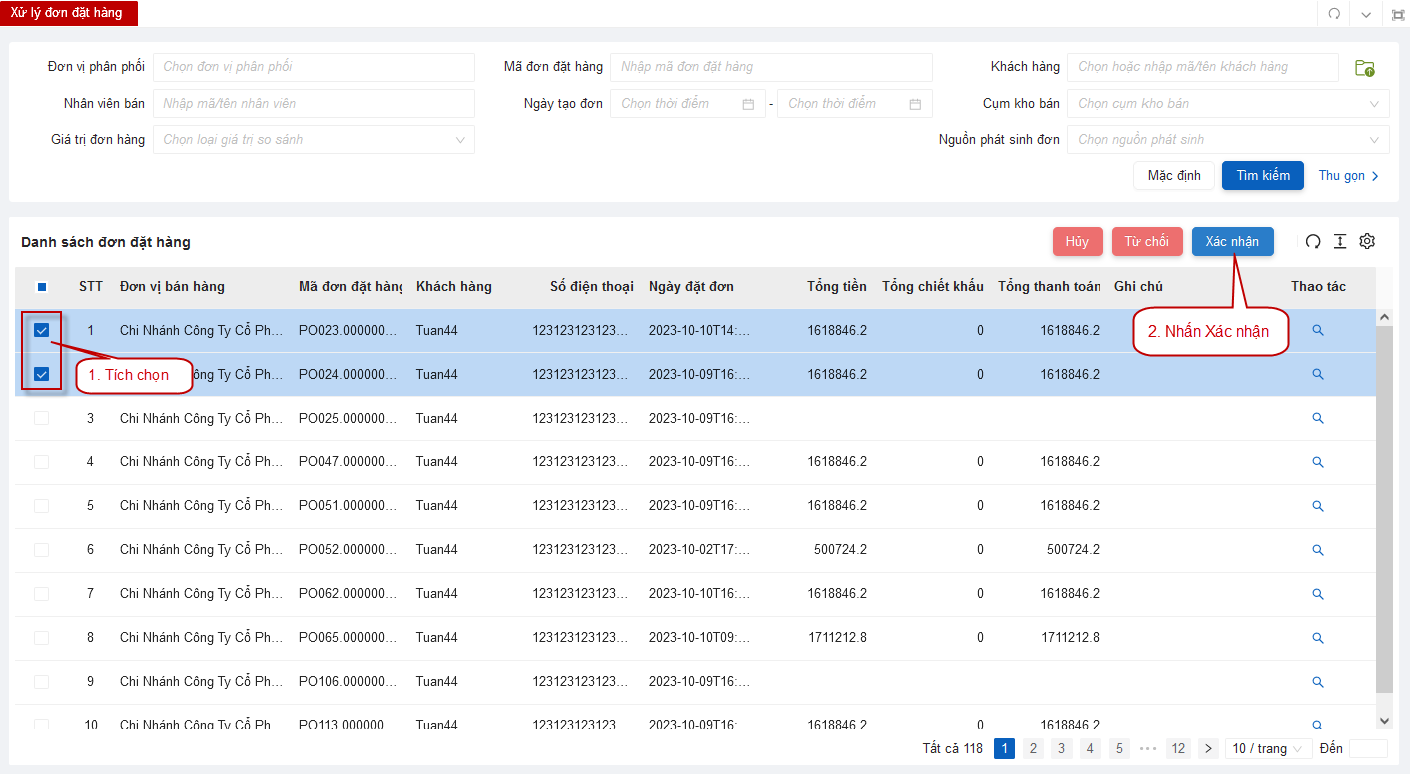 Xử lý đơn đặt hàng
Đơn vị phân phối Chọn đơn vị phân phối Mã đơn đặt hàng Nhập mã đơn đặt hàng Khách hàng Chọn hoặc nhập mã/tên khách hàng
Nhân viên bán Nhập mã/tên nhân viên Ngày tạo đơn Chọn thời điểm - Chọn thời điểm Cụm kho bán Chọn cụm kho bán
Giá trị đơn hàng Chọn loại giá trị so sánh Nguồn phát sinh đơn Chọn nguồn phát sinh
Mặc định Tìm kiếm Thu gọn
Danh sách đơn đặt hàng Hủy Từ chối Xác nhận
STT Đơn vị bán hàng Mã đơn đặt hàng Khách hàng Số điện thoại Ngày đặt đơn Tổng tiền Tổng chiết khấu Tổng thanh toán Ghi chú Thao tác
1 Chi Nhánh Công Ty Cổ Ph... PO023.000000... Tuan44 123123123123... 2023-10-10T14:... 1618846.2 0 1618846.2
2. Nhấn Xác nhận
ng Ty Cổ Ph... PO024.000000... Tuan44 123123123123... 2023-10-09T16:... 1618846.2 0 1618846.2
1. Tích chọn
3 Chi Nhánh Công Ty Cổ Ph... PO025.000000... Tuan44 123123123123... 2023-10-09T16:...
4 Chi Nhánh Công Ty Cổ Ph... PO047.000000... Tuan44 123123123123... 2023-10-09T16:... 1618846.2 0 1618846.2
5 Chi Nhánh Công Ty Cổ Ph... PO051.000000... Tuan44 123123123123... 2023-10-09T16:... 1618846.2 0 1618846.2
6 Chi Nhánh Công Ty Cổ Ph... PO052.000000... Tuan44 123123123123... 2023-10-02T17:... 500724.2 0 500724.2
7 Chi Nhánh Công Ty Cổ Ph... PO062.000000... Tuan44 123123123123... 2023-10-10T16:... 1618846.2 0 1618846.2
8 Chi Nhánh Công Ty Cổ Ph... PO065.000000... Tuan44 123123123123... 2023-10-10T09:... 1711212.8 0 1711212.8
9 Chi Nhánh Công Ty Cổ Ph... PO106.000000... Tuan44 123123123123... 2023-10-09T16:...
10 Chi Nhánh Công Ty Cổ Ph PO113.000000 Tuan44 123123123123 2023-10-09T16: 1618846.2 0 1618846.2
Tất cả 118 1 2 3 4 5 ••• 12 10 / trang Đến